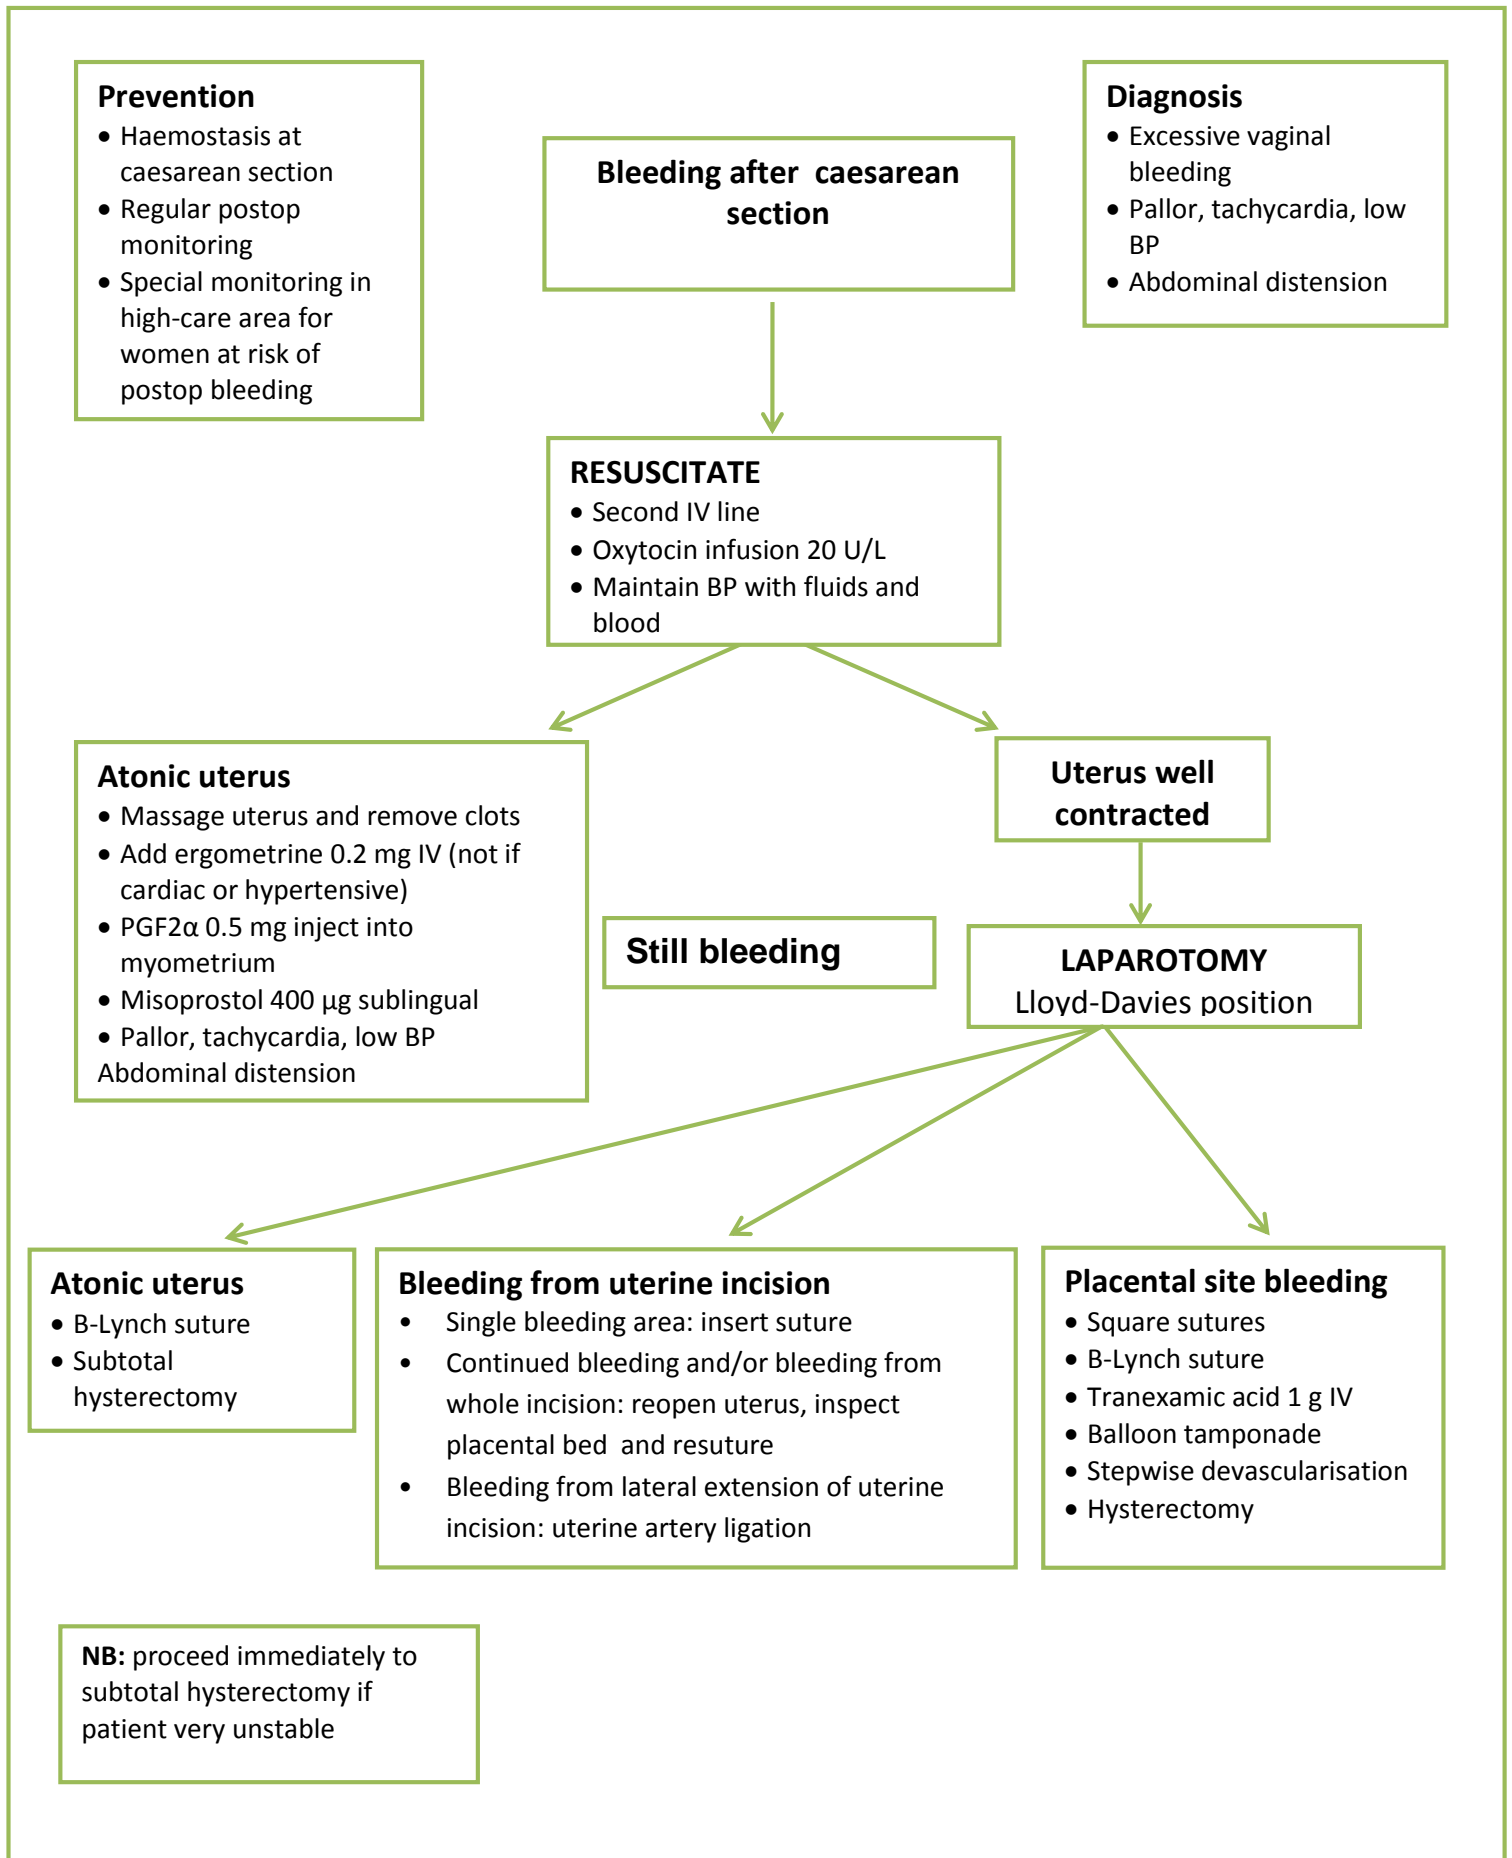 Prevention
• Haemostasis at
caesarean section
• Regular postop
monitoring
• Special monitoring in
high-care area for
women at risk of
postop bleeding
Bleeding after caesarean
section
Diagnosis
• Excessive vaginal
bleeding
• Pallor, tachycardia, low
BP
• Abdominal distension
RESUSCITATE
• Second IV line
• Oxytocin infusion 20 U/L
• Maintain BP with fluids and
blood
Atonic uterus
• Massage uterus and remove clots
• Add ergometrine 0.2 mg IV (not if
cardiac or hypertensive)
• PGF2α 0.5 mg inject into
myometrium
• Misoprostol 400 µg sublingual
• Pallor, tachycardia, low BP
Abdominal distension
Uterus well
contracted
Still bleeding
LAPAROTOMY
Lloyd-Davies position
Atonic uterus
• B-Lynch suture
• Subtotal
hysterectomy
Bleeding from uterine incision
• Single bleeding area: insert suture
• Continued bleeding and/or bleeding from
whole incision: reopen uterus, inspect
placental bed and resuture
• Bleeding from lateral extension of uterine
incision: uterine artery ligation
Placental site bleeding
• Square sutures
• B-Lynch suture
• Tranexamic acid 1 g IV
• Balloon tamponade
• Stepwise devascularisation
• Hysterectomy
NB: proceed immediately to
subtotal hysterectomy if
patient very unstable